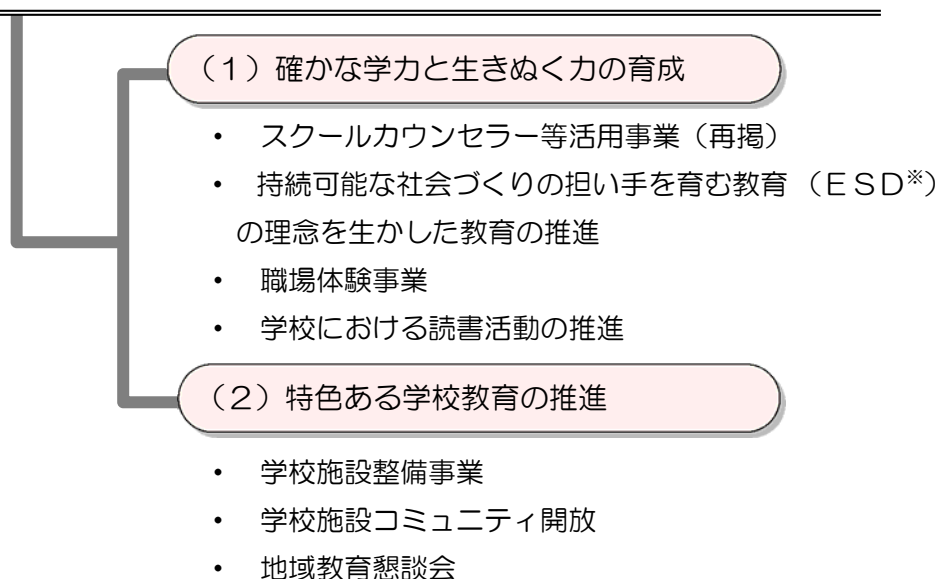 （１）確かな学力と生きぬく力の育成
・ スクールカウンセラー等活用事業（再掲）
・ 持続可能な社会づくりの担い手を育む教育 （ＥＳＤ※）
の理念を生かした教育の推進
・ 職場体験事業
・ 学校における読書活動の推進
（２）特色ある学校教育の推進
・ 学校施設整備事業
・ 学校施設コミュニティ開放
・ 地域教育懇談会